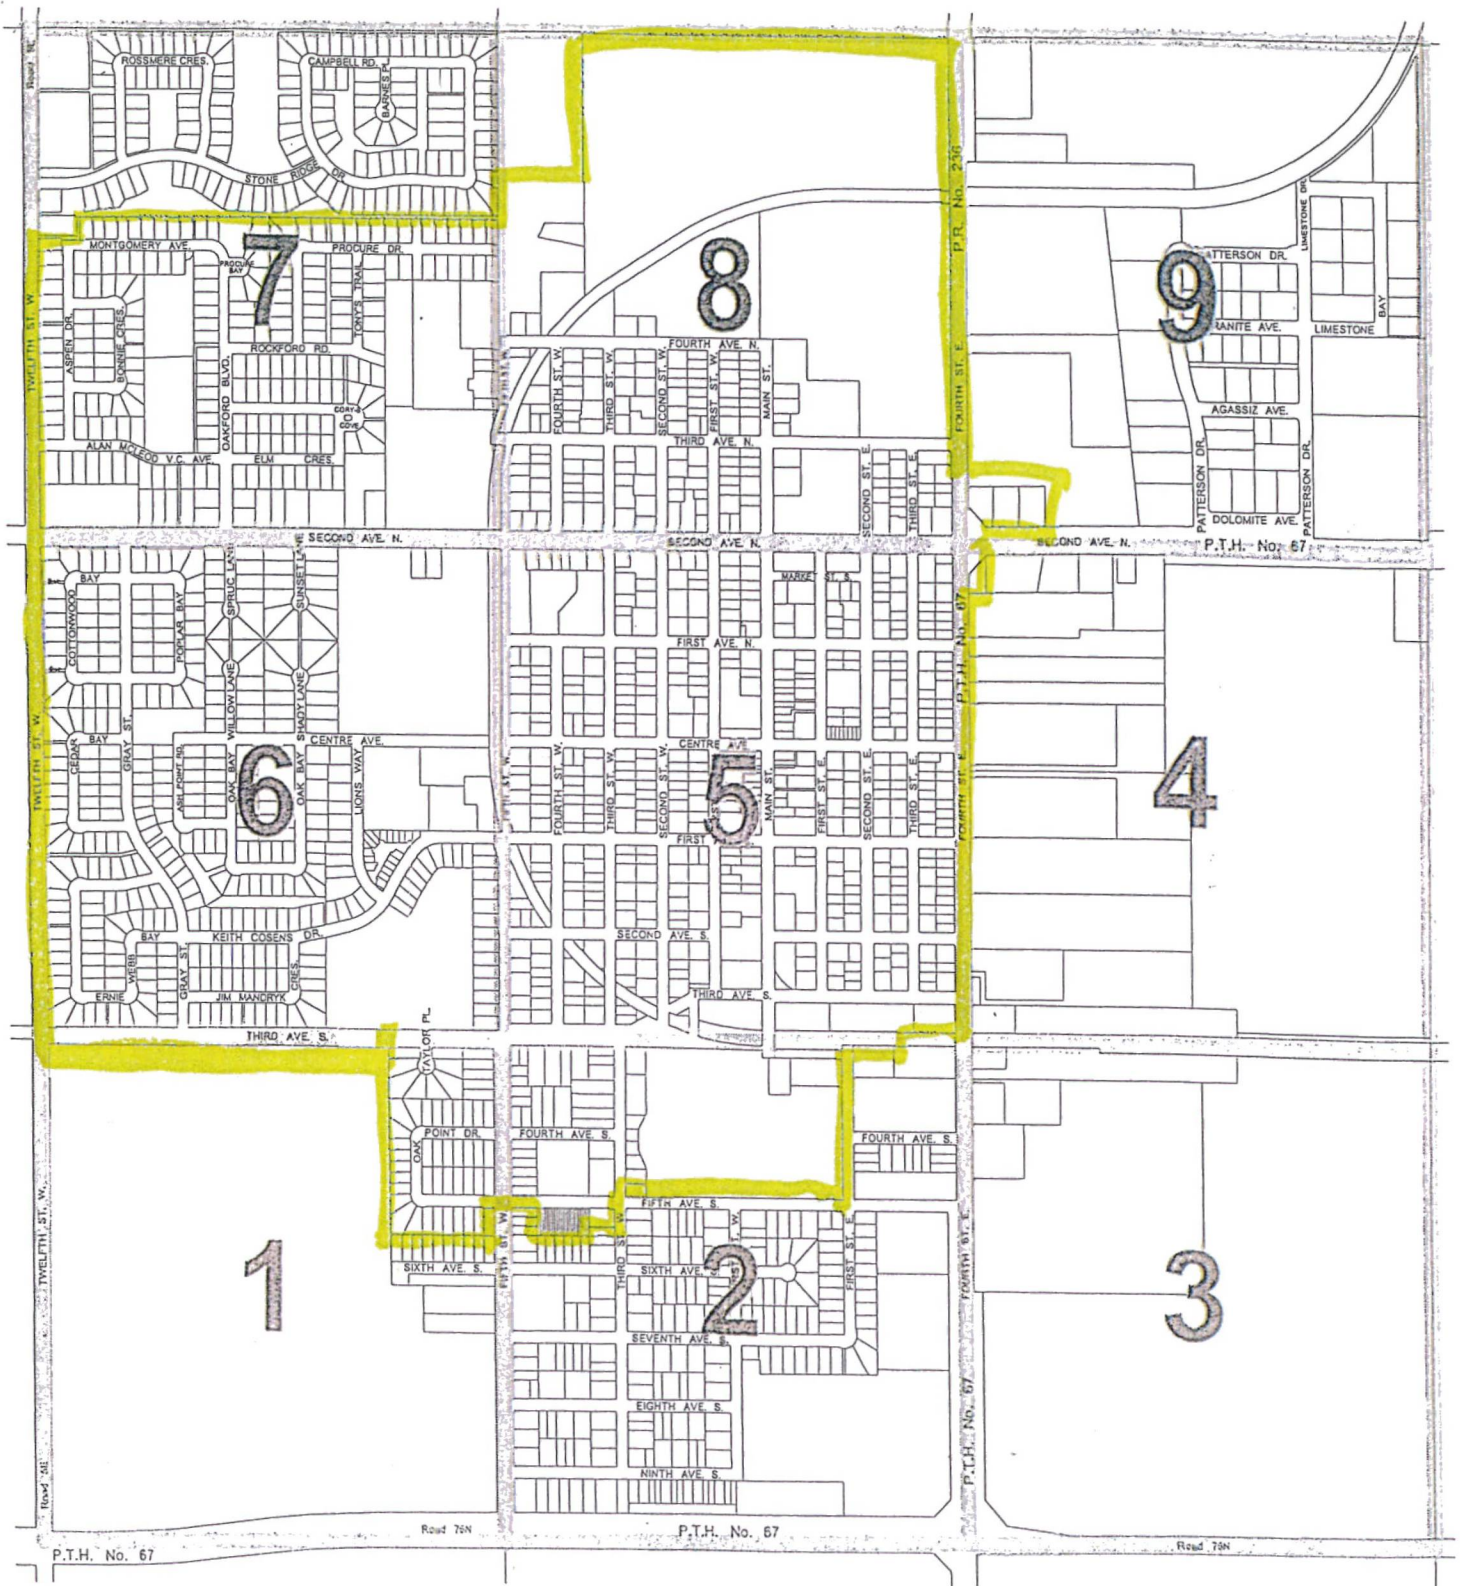 ROSSMERE CRES.
CAMPBELL RD.
BARNES PL.
STONE RIDGE DR.
P.R. No. 236
LIMESTONE DR.
MONTGOMERY AVE.
PROCURE DR.
PROCURE BAY
7
8
9
PATTERSON DR.
TWELFTH ST. W.
ASPEN DR.
BONNIE CRES.
TONY'S TRAIL
ROCKFORD RD.
OAKFORD BLVD.
FOURTH AVE. N.
FOURTH ST. W.
THIRD ST. W.
SECOND ST. W.
FIRST ST. W.
MAIN ST.
FOURTH ST. E.
GRANITE AVE.
LIMESTONE
BAY
AGASSIZ AVE.
CORY'S COVE
ALAN MCLEOD V.C. AVE.
ELM CRES.
THIRD AVE. N.
SECOND ST. E.
THIRD ST. E.
PATTERSON DR.
PATTERSON DR.
DOLOMITE AVE.
SECOND AVE. N.
SECOND AVE. N.
SECOND AVE. N.
P.T.H. No. 67
BAY
COTTONWOOD
POPLAR BAY
SPRUC LANE
SUNSET LANE
MARKET ST. S.
P.T.H. No. 67
FIRST AVE. N.
WILLOW LANE
SHADY LANE
TWELFTH ST. W.
CEDAR
BAY
GRAY ST.
ASH POINT RD.
OAK BAY
OAK BAY
CENTRE AVE.
LIONS WAY
FIFTH ST. W.
CENTRE AVE.
FOURTH ST. W.
THIRD ST. W.
SECOND ST. W.
MAIN ST.
FIRST ST. E.
SECOND ST. E.
THIRD ST. E.
FOURTH ST. E.
6
5
4
FIRST
BAY
KEITH COSENS DR.
SECOND AVE. S.
WEBB
GRAY ST.
CRES.
ERNIE
JIM MANDRYK
THIRD AVE. S.
THIRD AVE. S.
TAYLOR PL.
OAK
POINT DR.
FOURTH AVE. S.
FOURTH AVE. S.
FIFTH AVE. S.
TWELFTH ST. W.
FIFTH ST. W.
THIRD ST. W.
FIRST ST. E.
FOURTH ST. E.
SIXTH AVE. S.
SIXTH AVE.
1
2
3
SEVENTH AVE. S.
EIGHTH AVE. S.
P.T.H. No. 67
NINTH AVE. S.
Road 76N
P.T.H. No. 67
Road 76N
P.T.H. No. 67